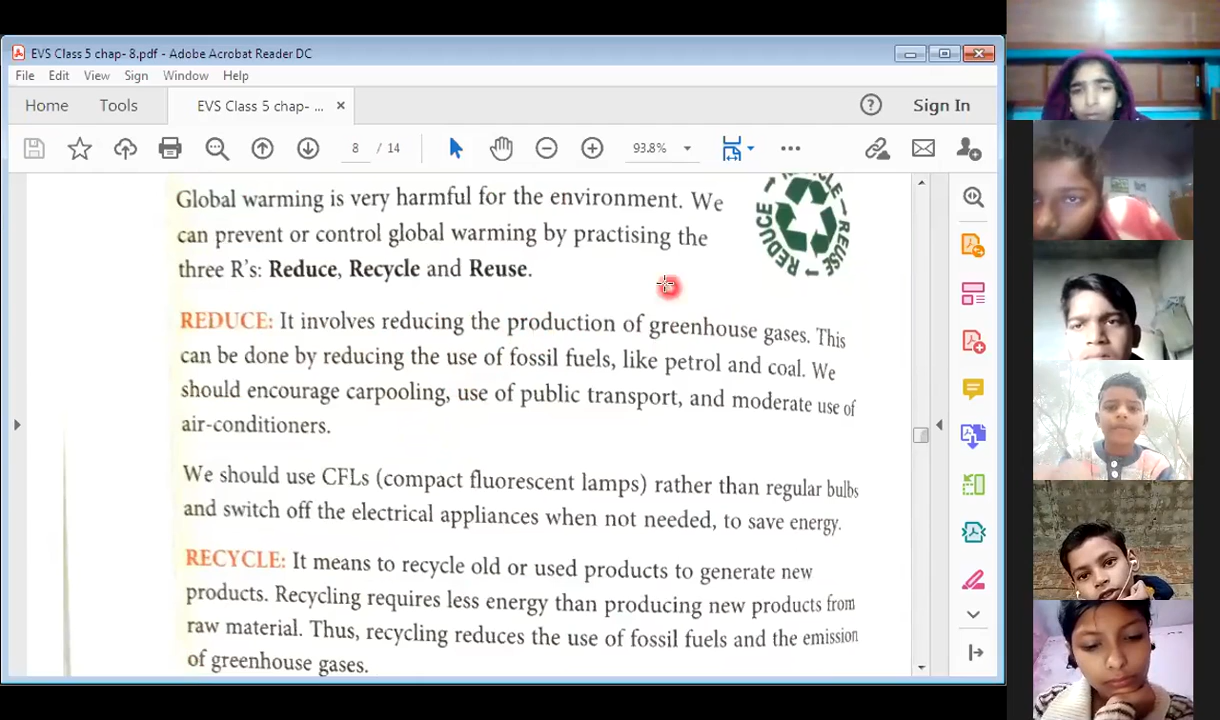 EVS Class 5 chap- 8.pdf - Adobe Acrobat Reader DC
File Edit View Sign Window Help
Home Tools EVS Class 5 chap- ... × Sign In
8 / 14 93.8%
Global warming is very harmful for the environment. We
can prevent or control global warming by practising the
three R's: Reduce, Recycle and Reuse.
REDUCE REUSE
REDUCE: It involves reducing the production of greenhouse gases. This
can be done by reducing the use of fossil fuels, like petrol and coal. We
should encourage carpooling, use of public transport, and moderate use of
air-conditioners.
We should use CFLs (compact fluorescent lamps) rather than regular bulbs
and switch off the electrical appliances when not needed, to save energy.
RECYCLE: It means to recycle old or used products to generate new
products. Recycling requires less energy than producing new products from
raw material. Thus, recycling reduces the use of fossil fuels and the emission
of greenhouse gases.